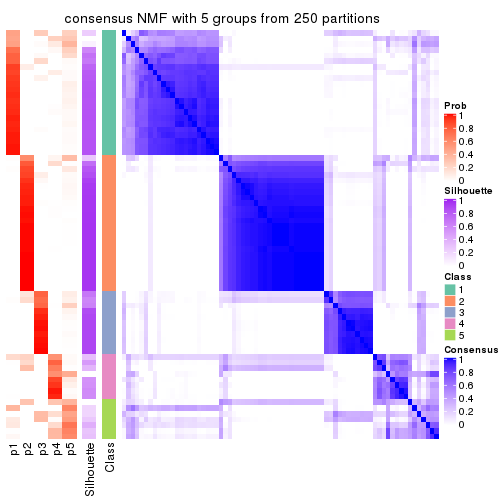 consensus NMF with 5 groups from 250 partitions
Prob
1
0.8
0.6
0.4
0.2
0
Silhouette
1
0.8
0.6
0.4
0.2
0
Class
1
2
3
4
5
Consensus
1
0.8
0.6
0.4
0.2
0
p1
p2
p3
p4
p5
Silhouette
Class